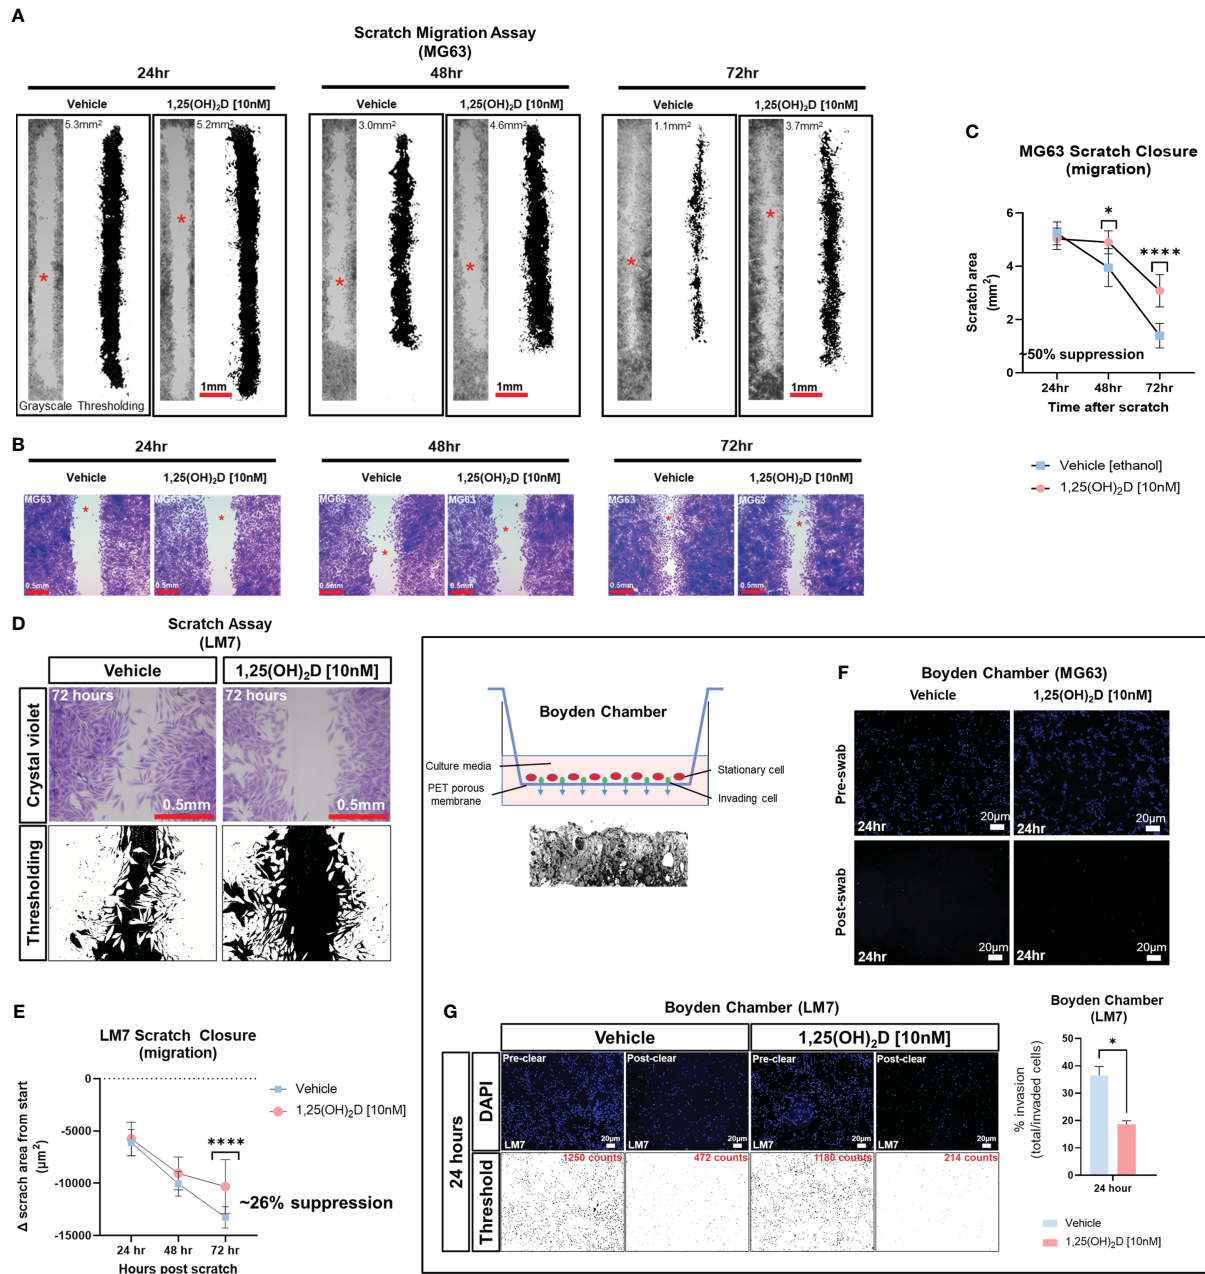 A
Scratch Migration Assay
(MG63)
24hr
48hr
72hr
Vehicle
1,25(OH)₂D [10nM]
Vehicle
1,25(OH)₂D [10nM]
Vehicle
1,25(OH)₂D [10nM]
5.3mm²
5.2mm²
3.0mm²
4.6mm²
1.1mm²
3.7mm²
*
*
*
*
*
*
1mm
1mm
1mm
Grayscale
Thresholding
B
24hr
48hr
72hr
Vehicle
1,25(OH)₂D [10nM]
Vehicle
1,25(OH)₂D [10nM]
Vehicle
1,25(OH)₂D [10nM]
MG63
MG63
MG63
MG63
MG63
MG63
*
*
*
*
*
*
0.5mm
0.5mm
0.5mm
0.5mm
0.5mm
0.5mm
C
MG63 Scratch Closure
(migration)
6
4
2
0
Scratch area
(mm²)
*
****
~50% suppression
24hr
48hr
72hr
Time after scratch
Vehicle [ethanol]
1,25(OH)₂D [10nM]
D
Scratch Assay
(LM7)
Vehicle
1,25(OH)₂D [10nM]
Crystal violet
72 hours
72 hours
0.5mm
0.5mm
Thresholding
E
LM7 Scratch Closure
(migration)
0
-5000
-10000
-15000
Δ scrach area from start
(µm²)
Vehicle
1,25(OH)₂D [10nM]
****
~26% suppression
24 hr
48 hr
72 hr
Hours post scratch
Boyden Chamber
Culture media
PET porous
membrane
Stationary cell
Invading cell
F
Boyden Chamber (MG63)
Vehicle
1,25(OH)₂D [10nM]
Pre-swab
24hr
20µm
24hr
20µm
Post-swab
24hr
20µm
24hr
20µm
G
Boyden Chamber (LM7)
Vehicle
1,25(OH)₂D [10nM]
24 hours
DAPI
Pre-clear
Post-clear
Pre-clear
Post-clear
LM7
20µm
LM7
20µm
LM7
20µm
LM7
20µm
Threshold
1250 counts
472 counts
1180 counts
214 counts
Boyden Chamber
(LM7)
50
40
30
20
10
0
% invasion
(total/invaded cells)
*
24 hour
Vehicle
1,25(OH)₂D [10nM]